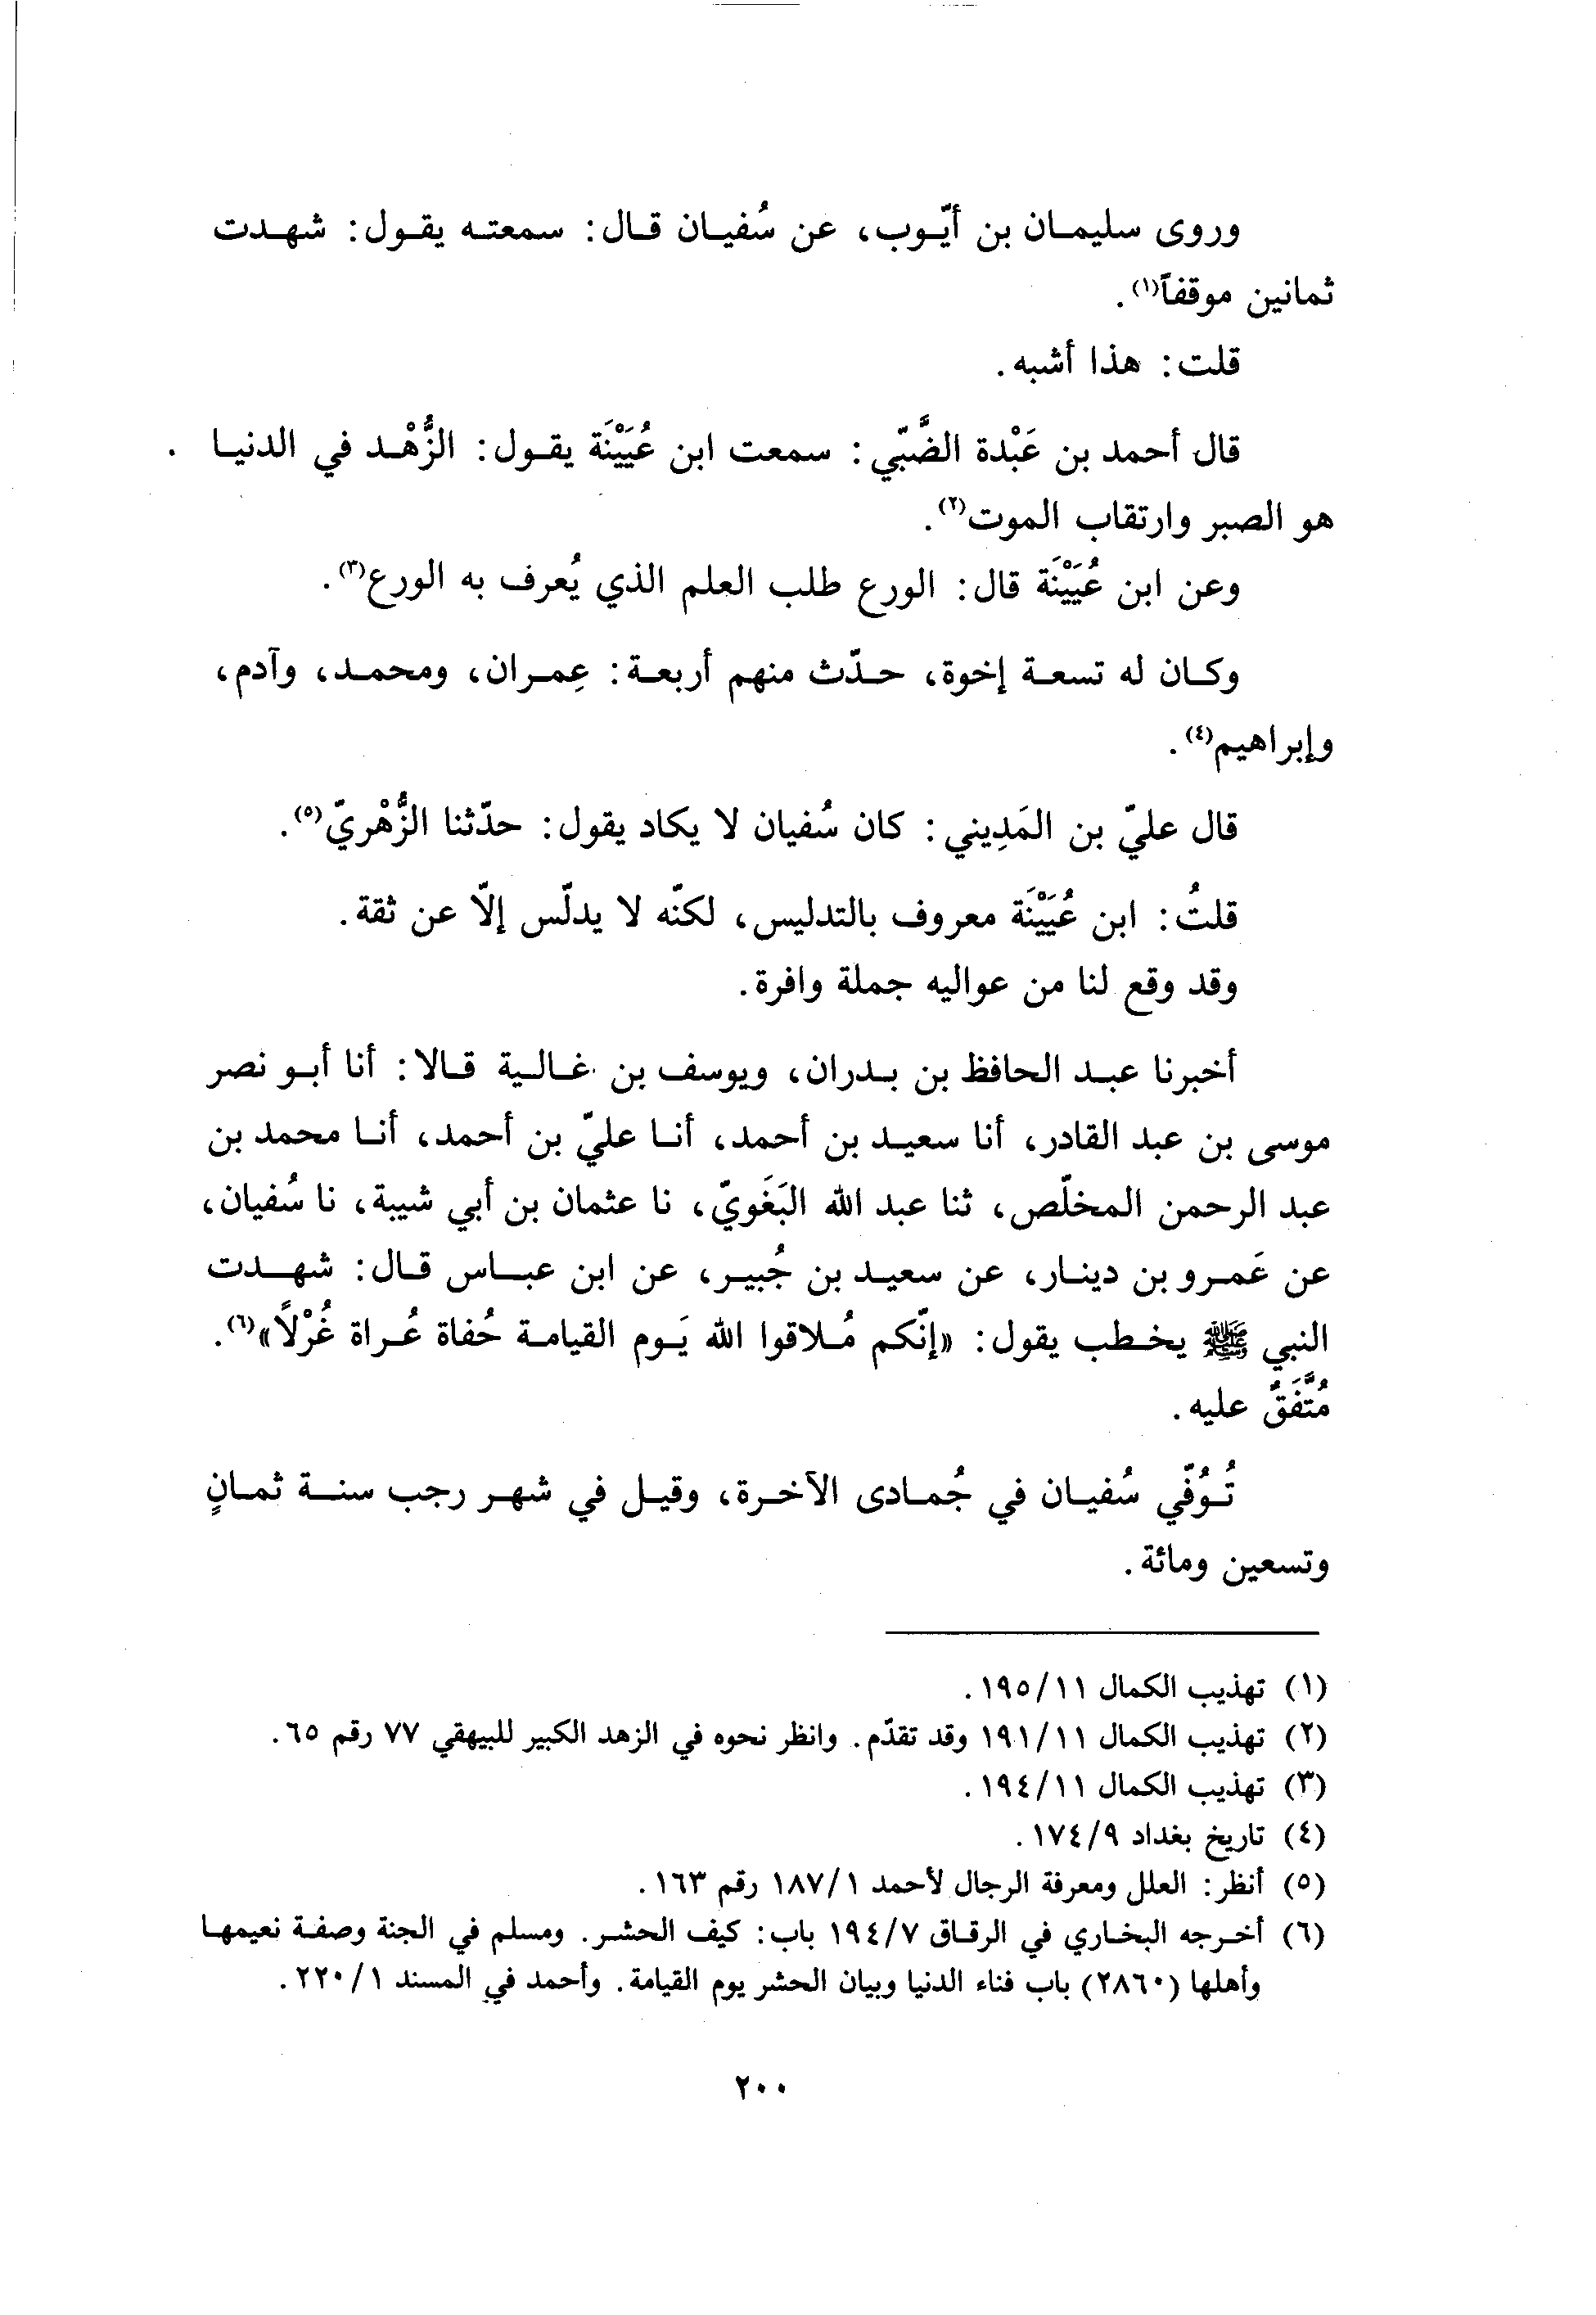 وروى سليمان بن أيّوب، عن سُفيان قال: سمعته يقول: شهدت
ثمانين موقفاً(١).
قلت: هذا أشبه.
قال أحمد بن عَبْدة الضَّبّي: سمعت ابن عُيَيْنَة يقول: الزُّهْد في الدنيا .
هو الصبر وارتقاب الموت(٢).
وعن ابن عُيَيْنَة قال: الورع طلب العلم الذي يُعرف به الورع(٣).
وكان له تسعة إخوة، حدّث منهم أربعة: عِمران، ومحمد، وآدم،
وإبراهيم(٤).
قال عليّ بن المَدِيني: كان سُفيان لا يكاد يقول: حدّثنا الزُّهْريّ(٥).
قلتُ: ابن عُيَيْنَة معروف بالتدليس، لكنّه لا يدلّس إلاّ عن ثقة.
وقد وقع لنا من عواليه جملة وافرة.
أخبرنا عبد الحافظ بن بدران، ويوسف بن غالية قالا: أنا أبو نصر
موسى بن عبد القادر، أنا سعيد بن أحمد، أنا عليّ بن أحمد، أنا محمد بن
عبد الرحمن المخلّص، ثنا عبد الله البَغَويّ، نا عثمان بن أبي شيبة، نا سُفيان،
عن عَمرو بن دينار، عن سعيد بن جُبير، عن ابن عباس قال: شهدت
النبي ﷺ يخطب يقول: «إنّكم مُلاقوا الله يَوم القيامة حُفاة عُراة غُرْلاً»(٦).
مُتَّفَقٌ عليه.
تُوُفّي سُفيان في جُمادى الآخرة، وقيل في شهر رجب سنة ثمانٍ
وتسعين ومائة.
(١) تهذيب الكمال ١٩٥/١١.
(٢) تهذيب الكمال ١٩١/١١ وقد تقدّم. وانظر نحوه في الزهد الكبير للبيهقي ٧٧ رقم ٦٥.
(٣) تهذيب الكمال ١٩٤/١١.
(٤) تاريخ بغداد ١٧٤/٩.
(٥) أنظر: العلل ومعرفة الرجال لأحمد ١٨٧/١ رقم ١٦٣.
(٦) أخرجه البخاري في الرقاق ١٩٤/٧ باب: كيف الحشر. ومسلم في الجنة وصفة نعيمها
وأهلها (٢٨٦٠) باب فناء الدنيا وبيان الحشر يوم القيامة. وأحمد في المسند ٢٢٠/١.
٢٠٠